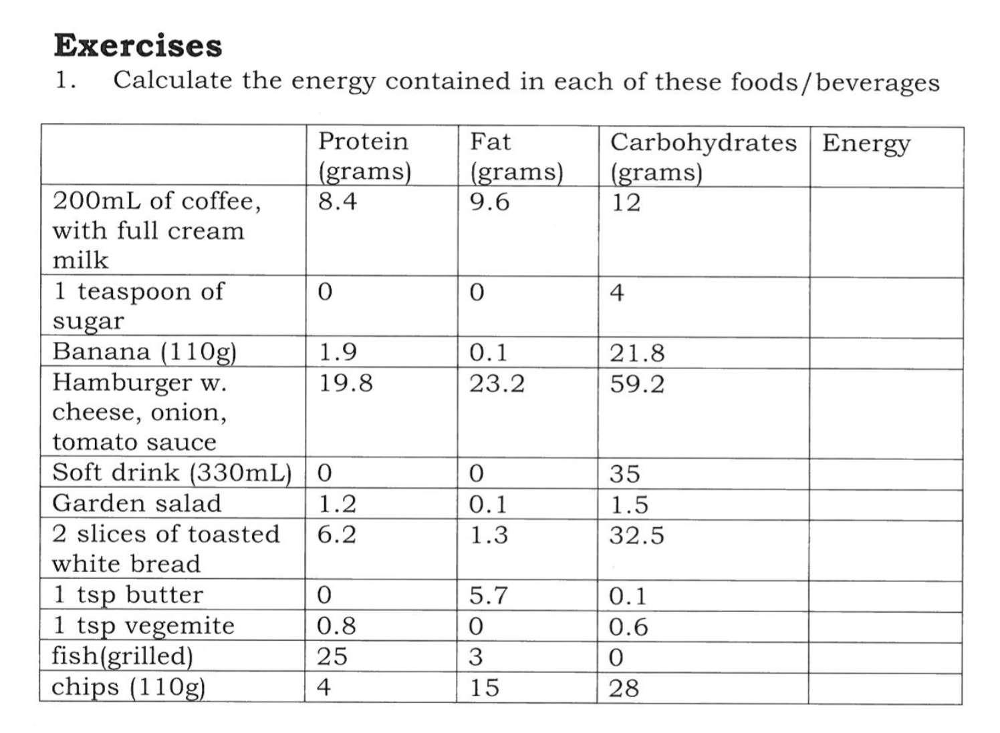 Exercises
1. Calculate the energy contained in each of these foods/beverages
Protein (grams) Fat (grams) Carbohydrates (grams) Energy
200mL of coffee, with full cream milk 8.4 9.6 12
1 teaspoon of sugar 0 0 4
Banana (110g) 1.9 0.1 21.8
Hamburger w. cheese, onion, tomato sauce 19.8 23.2 59.2
Soft drink (330mL) 0 0 35
Garden salad 1.2 0.1 1.5
2 slices of toasted white bread 6.2 1.3 32.5
1 tsp butter 0 5.7 0.1
1 tsp vegemite 0.8 0 0.6
fish(grilled) 25 3 0
chips (110g) 4 15 28